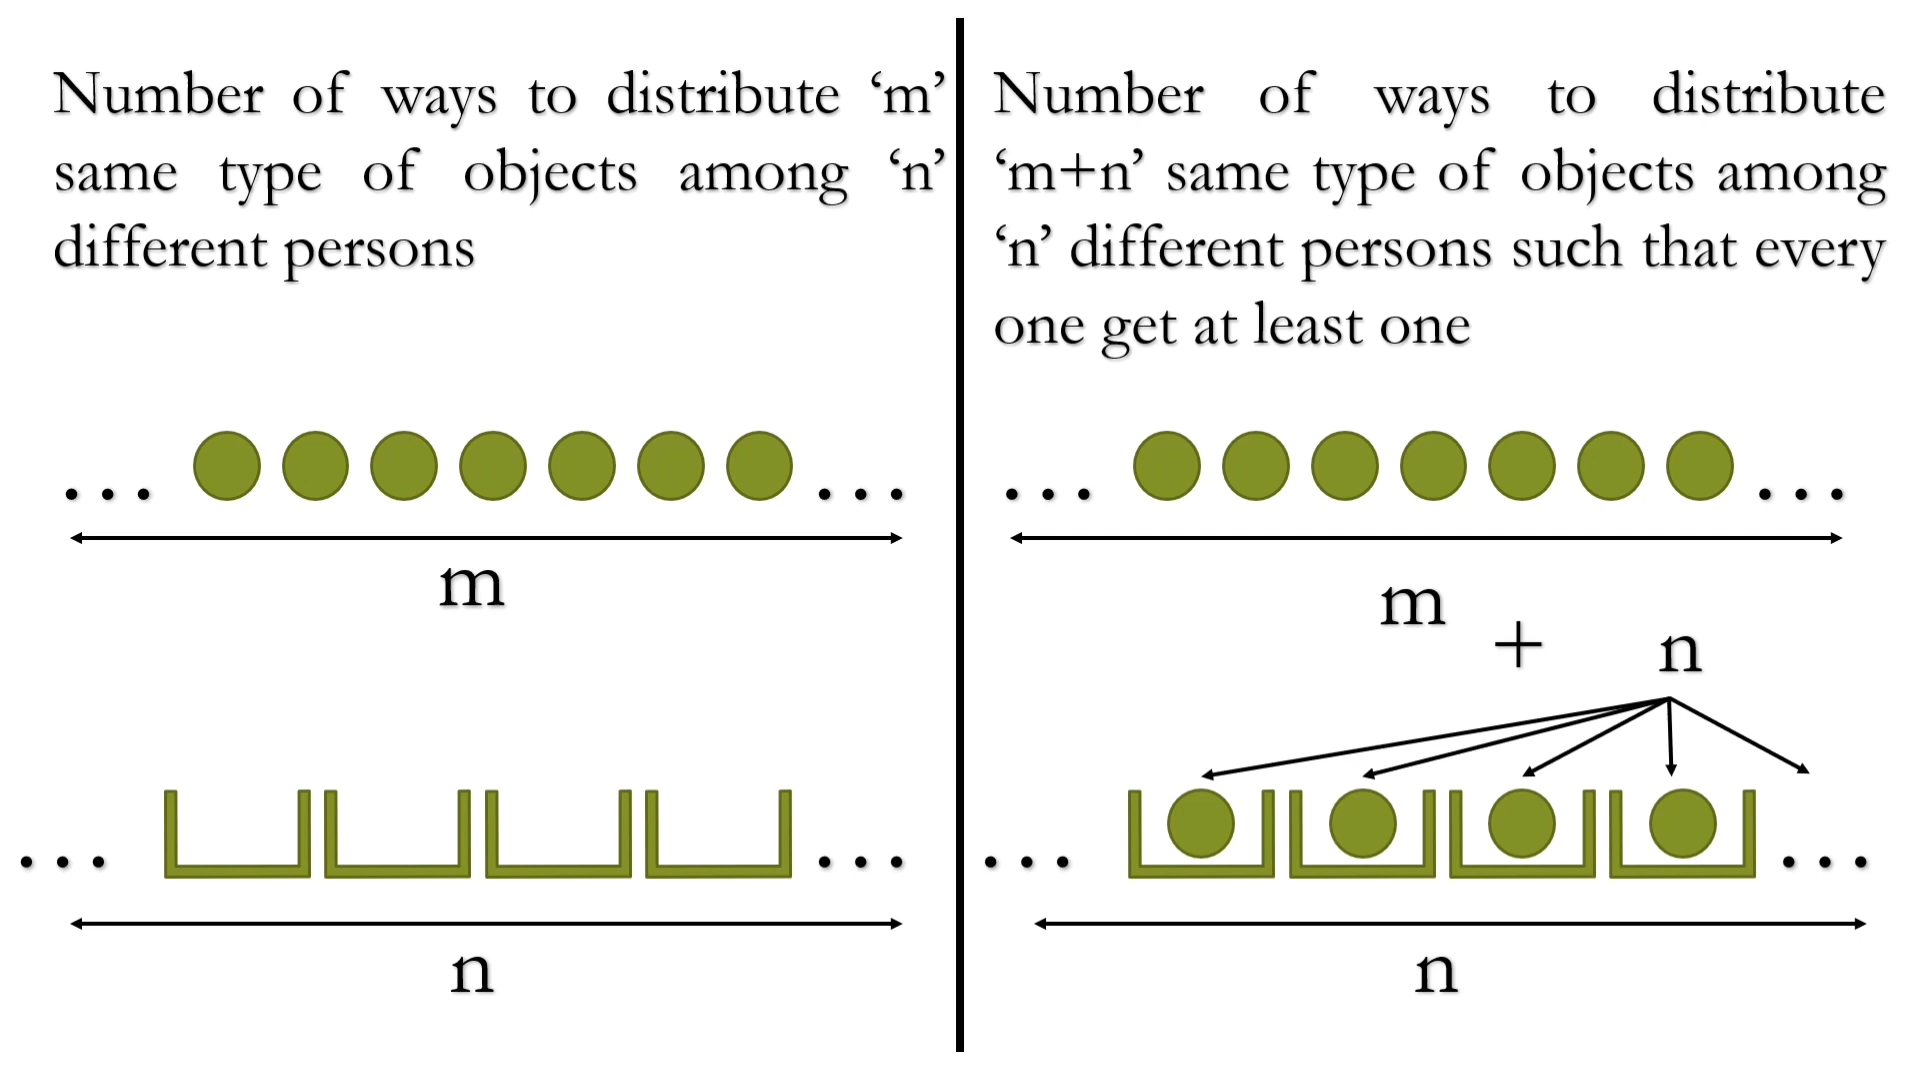 Number of ways to distribute ‘m’
same type of objects among ‘n’
different persons
m
n
Number of ways to distribute
‘m+n’ same type of objects among
‘n’ different persons such that every
one get at least one
m + n
n